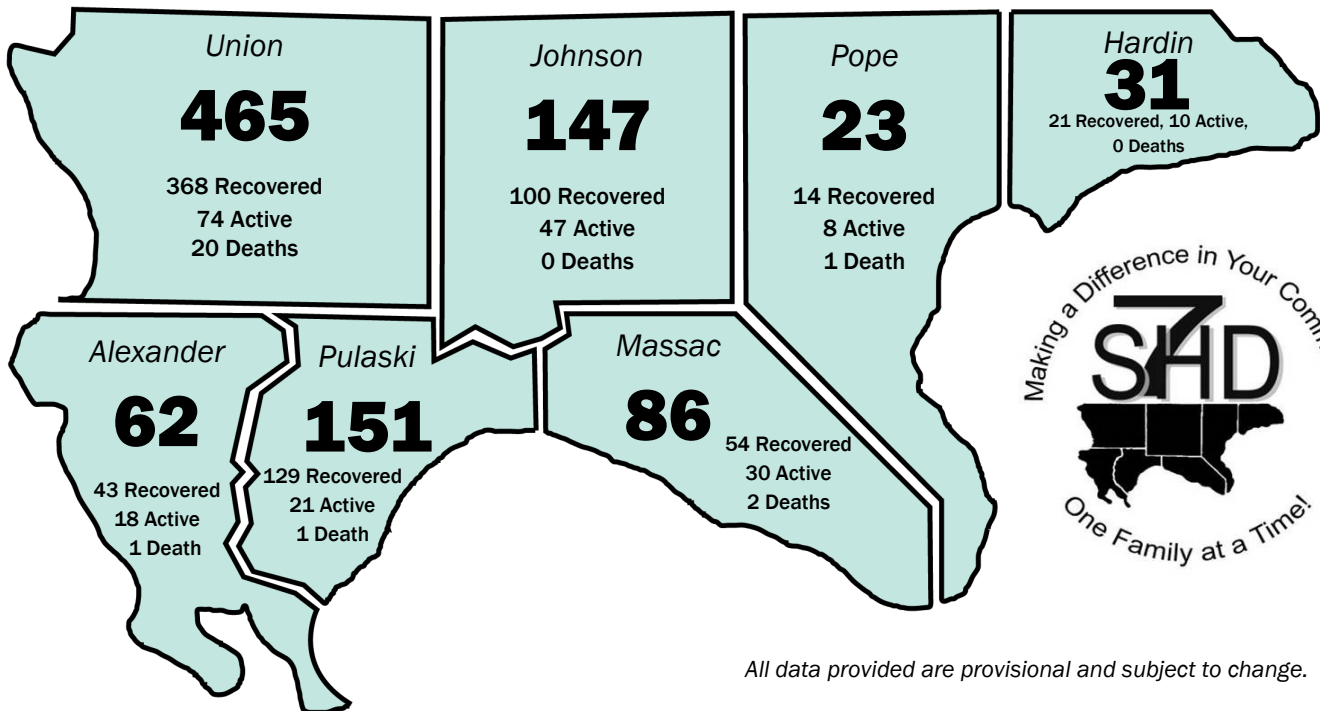 Union
465
368 Recovered
74 Active
20 Deaths
Johnson
147
100 Recovered
47 Active
0 Deaths
Pope
23
14 Recovered
8 Active
1 Death
Hardin
31
21 Recovered, 10 Active,
0 Deaths
Alexander
62
43 Recovered
18 Active
1 Death
Pulaski
151
129 Recovered
21 Active
1 Death
Massac
86
54 Recovered
30 Active
2 Deaths
Making a Difference in Your
S7HD
One Family at a Time!
All data provided are provisional and subject to change.